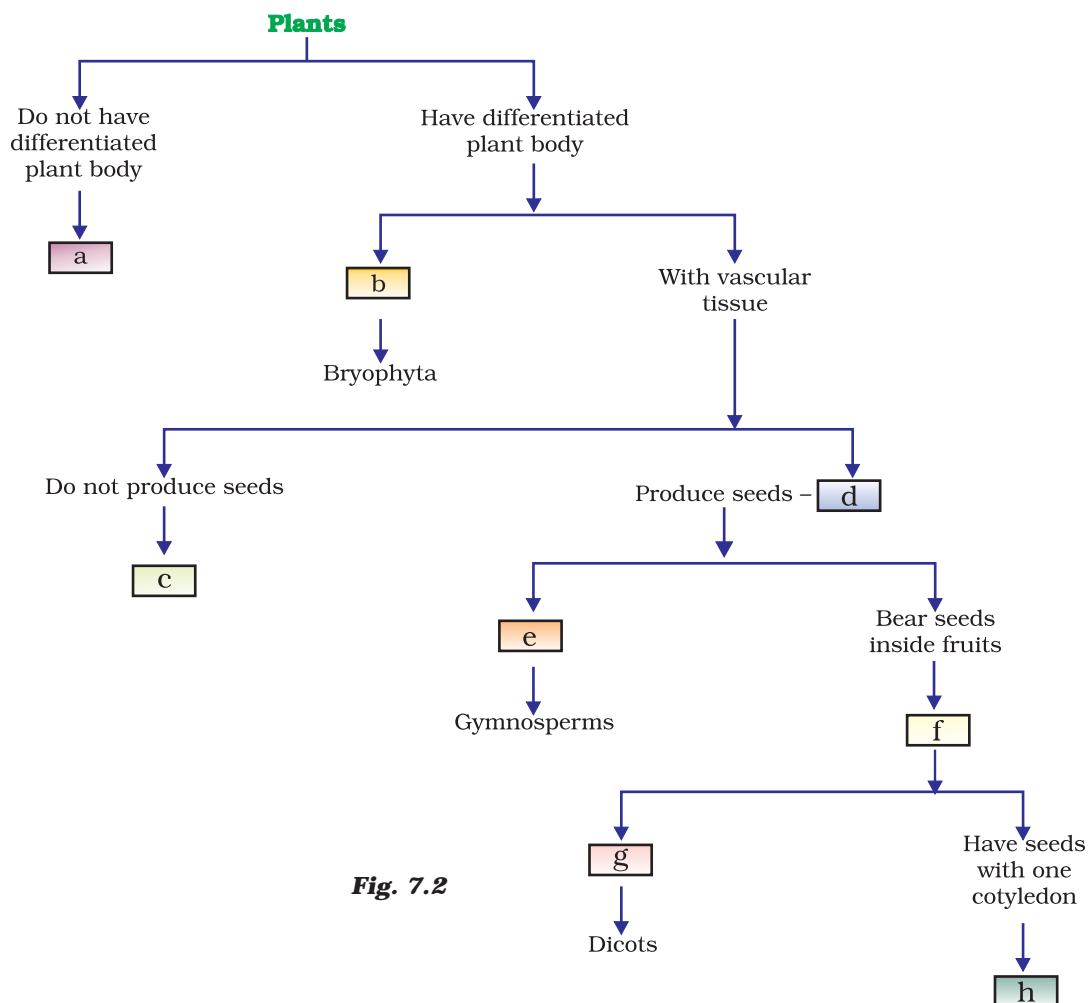 Plants
Do not have
differentiated
plant body
Have differentiated
plant body
a
b
With vascular
tissue
Bryophyta
Do not produce seeds
Produce seeds – d
c
e
Bear seeds
inside fruits
Gymnosperms
f
g
Have seeds
with one
cotyledon
Fig. 7.2
Dicots
h